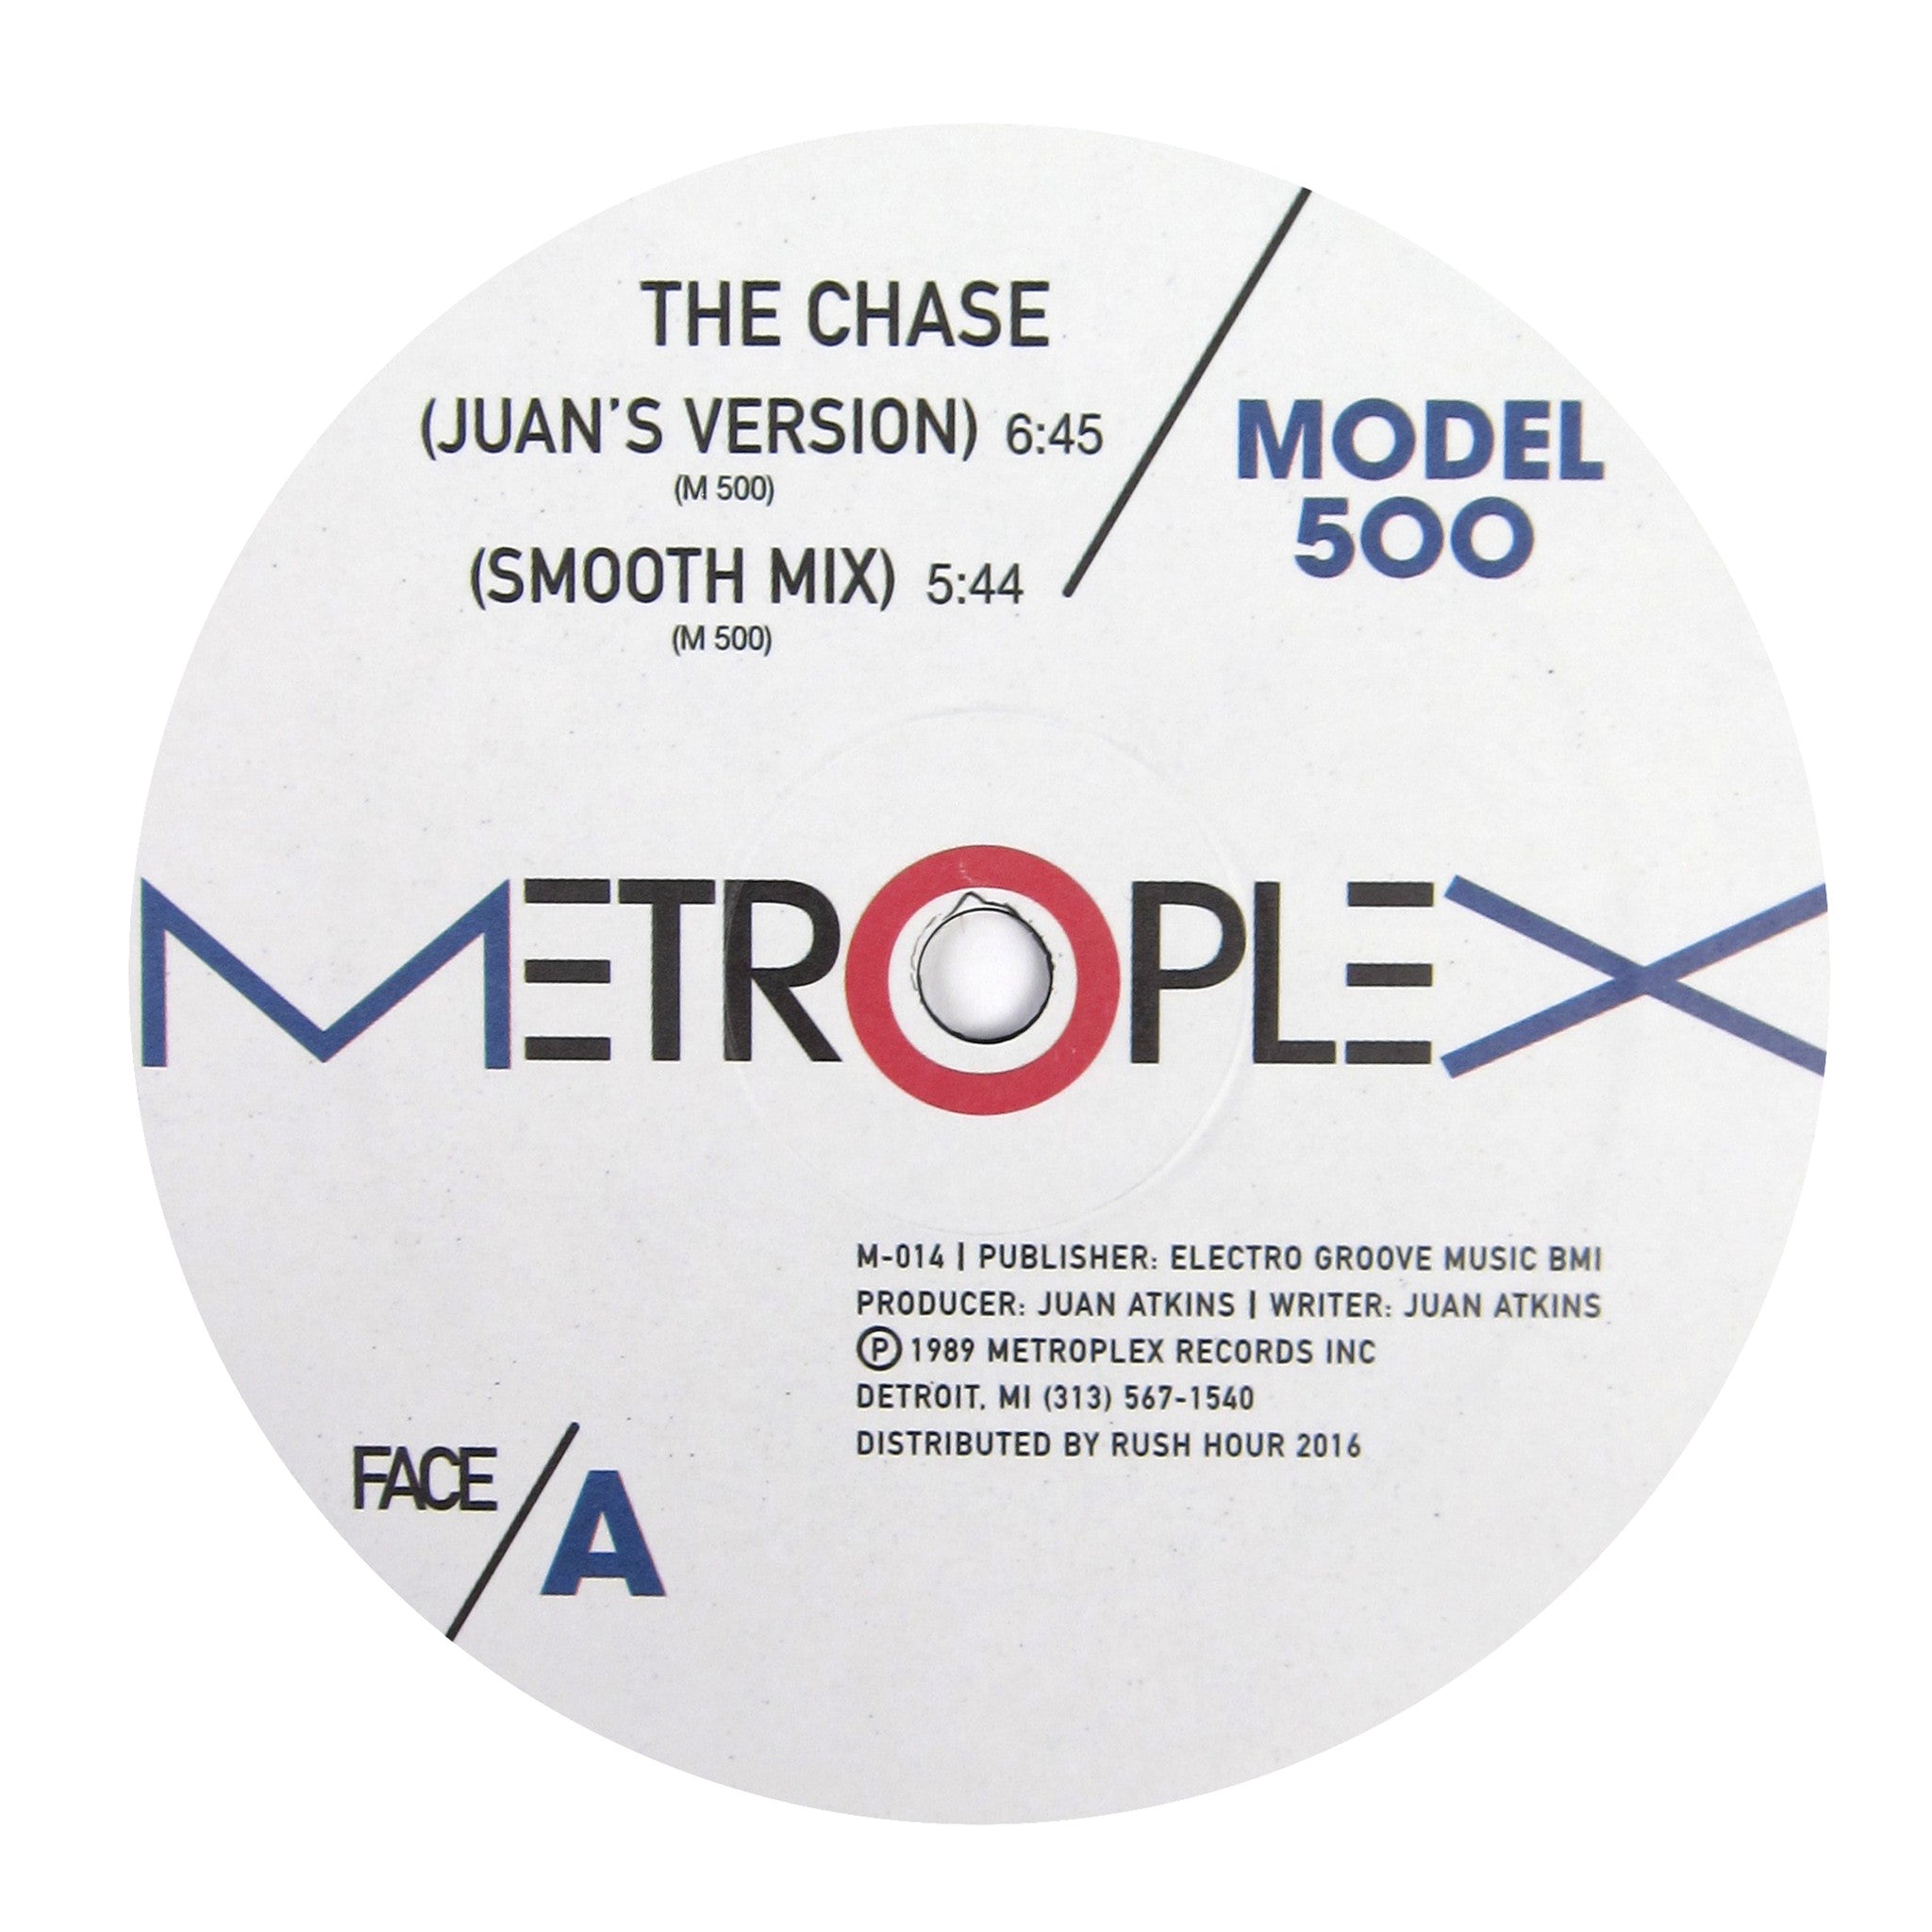 THE CHASE
(JUAN'S VERSION) 6:45
(M 500)
(SMOOTH MIX) 5:44
(M 500)
MODEL
500
METROPLEX
M-014 | PUBLISHER: ELECTRO GROOVE MUSIC BMI
PRODUCER: JUAN ATKINS | WRITER: JUAN ATKINS
Ⓟ 1989 METROPLEX RECORDS INC
DETROIT, MI (313) 567-1540
DISTRIBUTED BY RUSH HOUR 2016
FACE / A